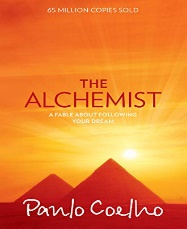 65 MILLION COPIES SOLD
THE
ALCHEMIST
A FABLE ABOUT FOLLOWING
YOUR DREAM
Paulo Coelho